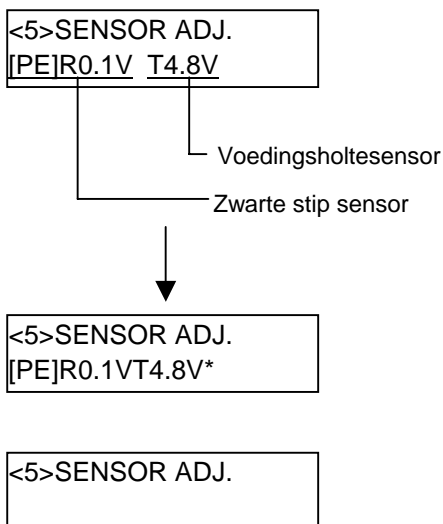 <5>SENSOR ADJ.
[PE]R0.1V T4.8V
Voedingsholtesensor
Zwarte stip sensor
<5>SENSOR ADJ.
[PE]R0.1VT4.8V*
<5>SENSOR ADJ.